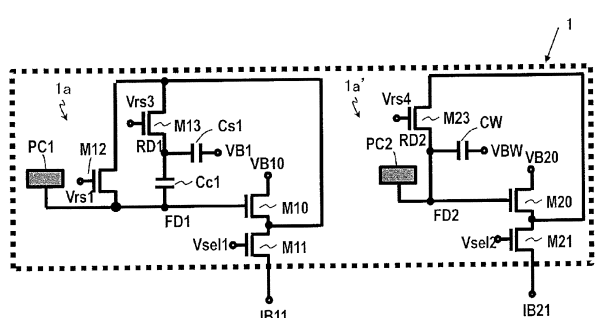 1
1a
1a'
Vrs3
M13
Cs1
RD1
VB1
PC1
M12
Vrs1
Cc1
VB10
M10
FD1
Vsel1
M11
IB11
Vrs4
M23
RD2
CW
VBW
PC2
VB20
M20
FD2
Vsel2
M21
IB21